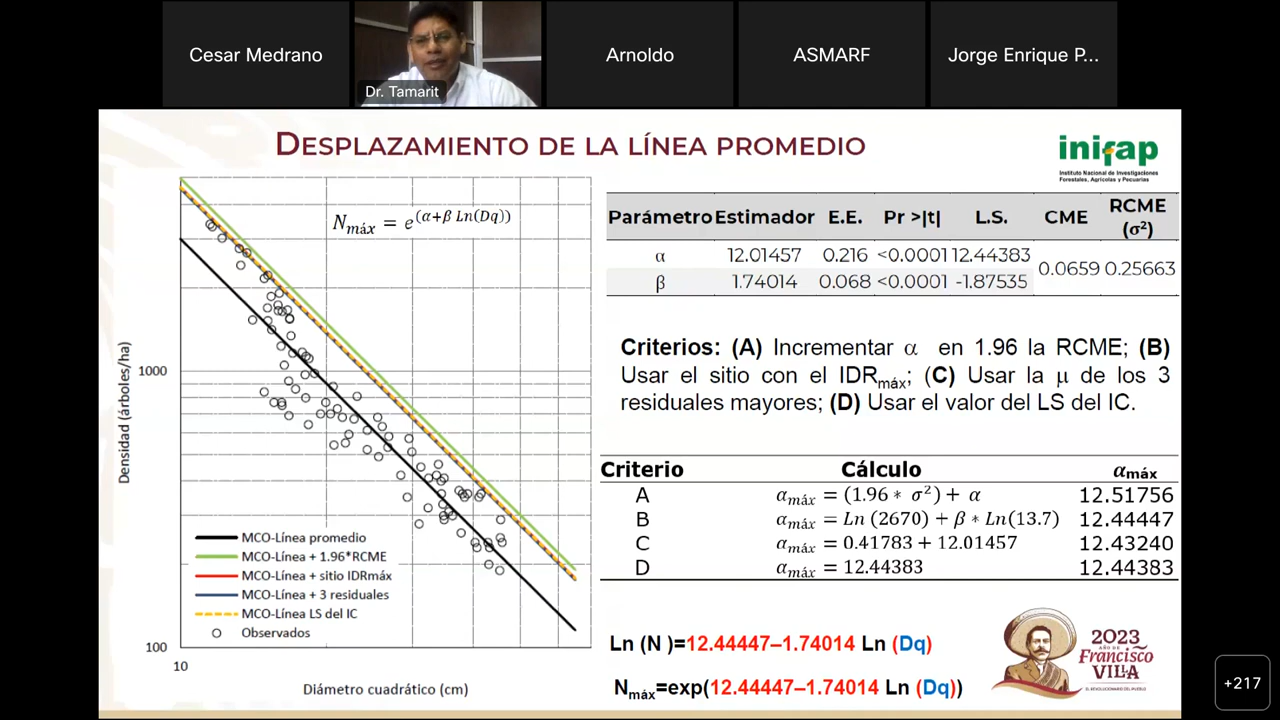 Cesar Medrano
Dr. Tamarit
Arnoldo
ASMARF
Jorge Enrique P...
DESPLAZAMIENTO DE LA LÍNEA PROMEDIO
inifap
Instituto Nacional de Investigaciones
Forestales, Agrícolas y Pecuarias
N máx = e^(α+β Ln(Dq))
Densidad (árboles/ha)
1000
100
10
Diámetro cuadrático (cm)
MCO-Línea promedio
MCO-Línea + 1.96*RCME
MCO-Línea + sitio IDRmáx
MCO-Línea + 3 residuales
MCO-Línea LS del IC
Observados
Parámetro Estimador E.E. Pr >|t| L.S. CME RCME (σ²)
α 12.01457 0.216 <0.0001 12.44383 0.0659 0.25663
β 1.74014 0.068 <0.0001 -1.87535
Criterios: (A) Incrementar α en 1.96 la RCME; (B)
Usar el sitio con el IDRmáx; (C) Usar la µ de los 3
residuales mayores; (D) Usar el valor del LS del IC.
Criterio Cálculo α máx
A α máx = (1.96 * σ²) + α 12.51756
B α máx = Ln (2670) + β * Ln(13.7) 12.44447
C α máx = 0.41783 + 12.01457 12.43240
D α máx = 12.44383 12.44383
Ln (N )=12.44447–1.74014 Ln (Dq)
Nmáx=exp(12.44447–1.74014 Ln (Dq))
2023
AÑO DE
Francisco
VILLA
EL REVOLUCIONARIO DEL PUEBLO
+217